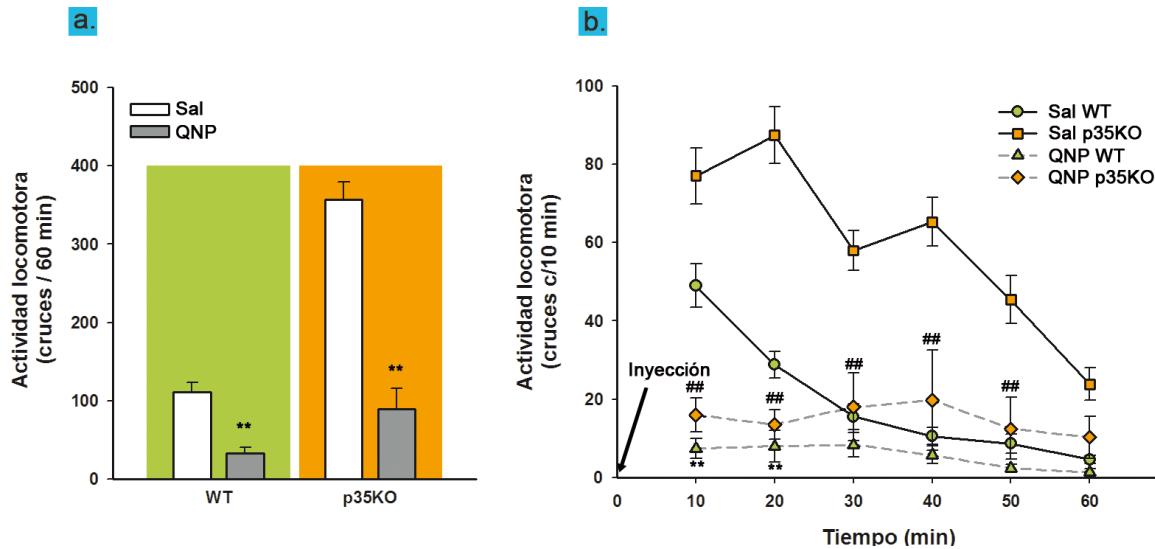 a.
500
400
300
200
100
0
Actividad locomotora
(cruces / 60 min)
Sal
QNP
**
**
WT
p35KO
b.
100
80
60
40
20
0
Actividad locomotora
(cruces c/10 min)
Sal WT
Sal p35KO
QNP WT
QNP p35KO
Inyección
##
##
##
##
##
**
**
0
10
20
30
40
50
60
Tiempo (min)